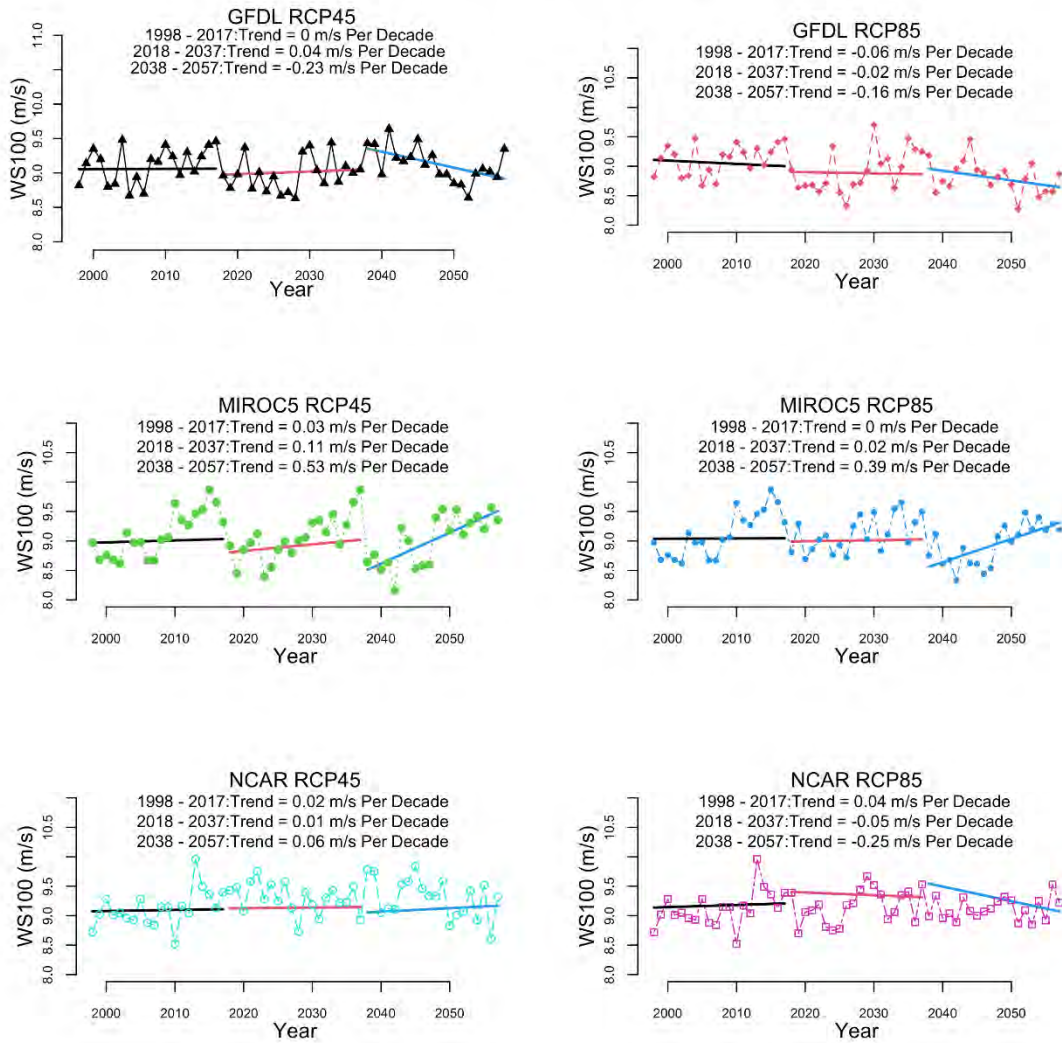 GFDL RCP45
1998 - 2017:Trend = 0 m/s Per Decade
2018 - 2037:Trend = 0.04 m/s Per Decade
2038 - 2057:Trend = -0.23 m/s Per Decade
WS100 (m/s)
11.0
10.0
9.5
9.0
8.5
8.0
2000
2010
2020
2030
2040
2050
Year
GFDL RCP85
1998 - 2017:Trend = -0.06 m/s Per Decade
2018 - 2037:Trend = -0.02 m/s Per Decade
2038 - 2057:Trend = -0.16 m/s Per Decade
WS100 (m/s)
10.5
9.5
9.0
8.5
8.0
2000
2010
2020
2030
2040
2050
Year
MIROC5 RCP45
1998 - 2017:Trend = 0.03 m/s Per Decade
2018 - 2037:Trend = 0.11 m/s Per Decade
2038 - 2057:Trend = 0.53 m/s Per Decade
WS100 (m/s)
10.5
9.5
9.0
8.0
2000
2010
2020
2030
2040
2050
Year
MIROC5 RCP85
1998 - 2017:Trend = 0 m/s Per Decade
2018 - 2037:Trend = 0.02 m/s Per Decade
2038 - 2057:Trend = 0.39 m/s Per Decade
WS100 (m/s)
10.5
9.5
9.0
8.0
2000
2010
2020
2030
2040
2050
Year
NCAR RCP45
1998 - 2017:Trend = 0.02 m/s Per Decade
2018 - 2037:Trend = 0.01 m/s Per Decade
2038 - 2057:Trend = 0.06 m/s Per Decade
WS100 (m/s)
10.5
9.5
9.0
8.0
2000
2010
2020
2030
2040
2050
Year
NCAR RCP85
1998 - 2017:Trend = 0.04 m/s Per Decade
2018 - 2037:Trend = -0.05 m/s Per Decade
2038 - 2057:Trend = -0.25 m/s Per Decade
WS100 (m/s)
10.5
9.5
9.0
8.0
2000
2010
2020
2030
2040
2050
Year